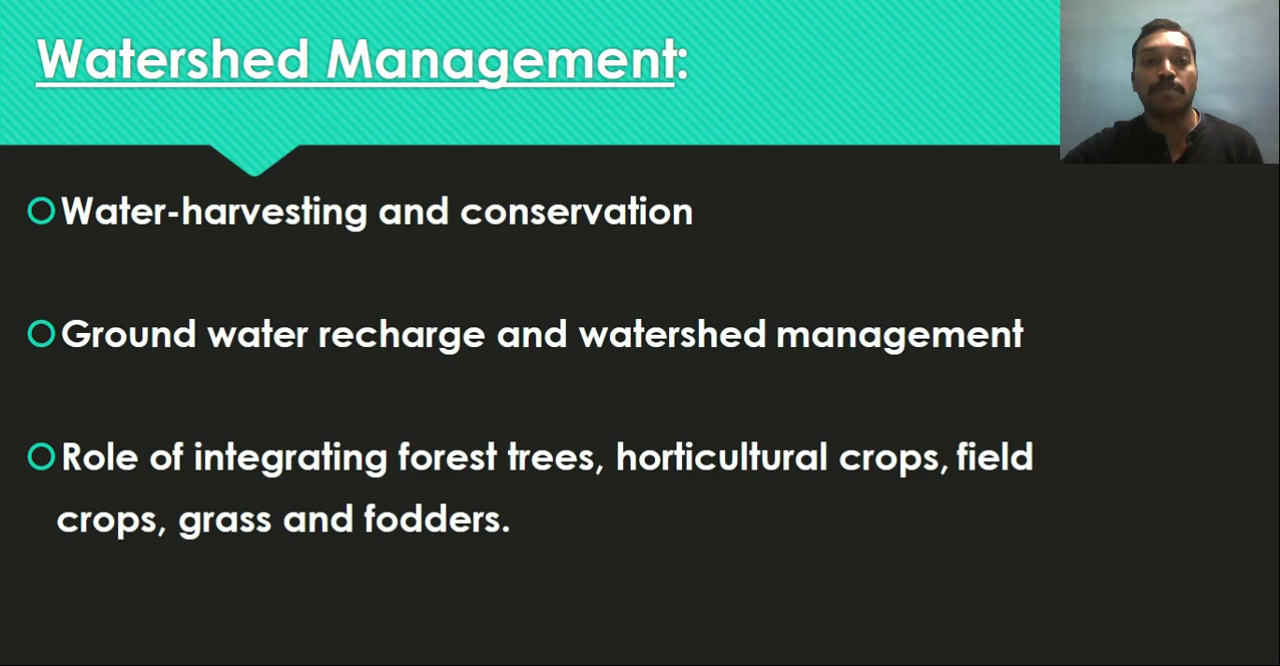 Watershed Management:
Water-harvesting and conservation
Ground water recharge and watershed management
Role of integrating forest trees, horticultural crops, field
crops, grass and fodders.